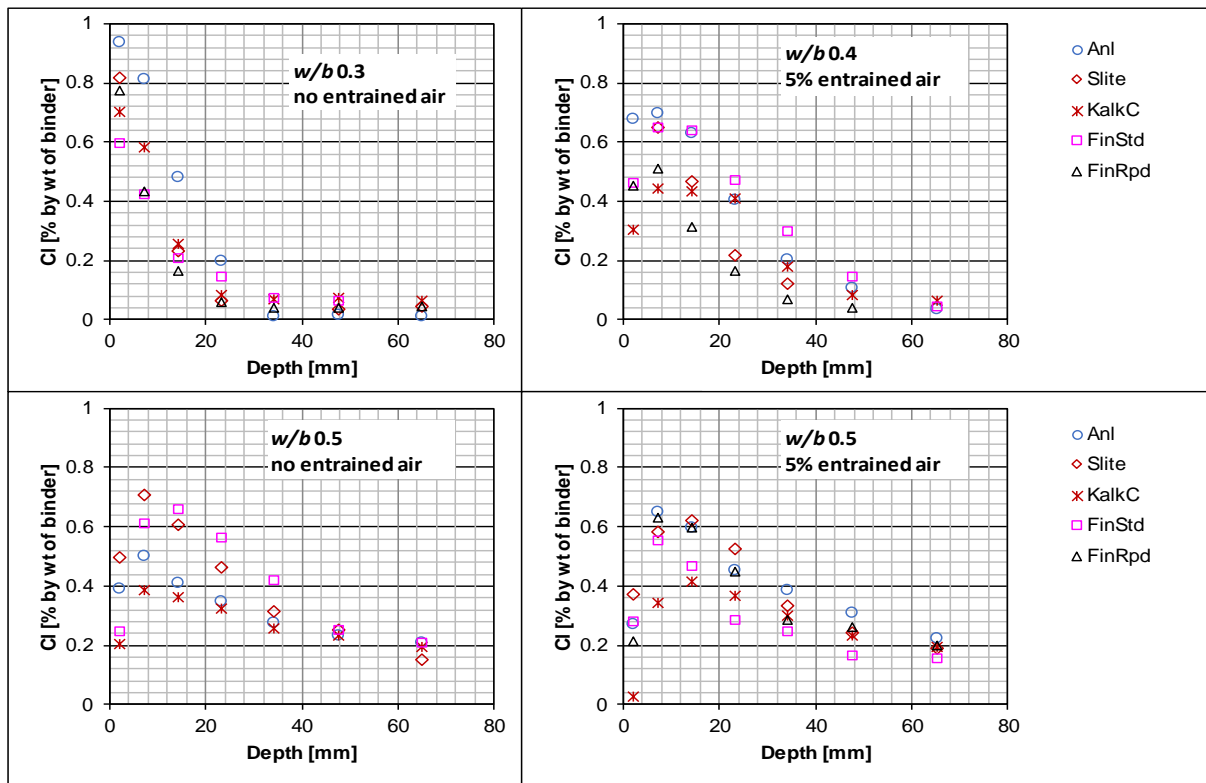 Cl [% by wt of binder]
1
0.8
0.6
0.4
0.2
0
w/b 0.3
no entrained air
0
20
40
60
80
Depth [mm]
Cl [% by wt of binder]
1
0.8
0.6
0.4
0.2
0
w/b 0.4
5% entrained air
0
20
40
60
80
Depth [mm]
Anl
Slite
KalkC
FinStd
FinRpd
Cl [% by wt of binder]
1
0.8
0.6
0.4
0.2
0
w/b 0.5
no entrained air
0
20
40
60
80
Depth [mm]
Cl [% by wt of binder]
1
0.8
0.6
0.4
0.2
0
w/b 0.5
5% entrained air
0
20
40
60
80
Depth [mm]
Anl
Slite
KalkC
FinStd
FinRpd